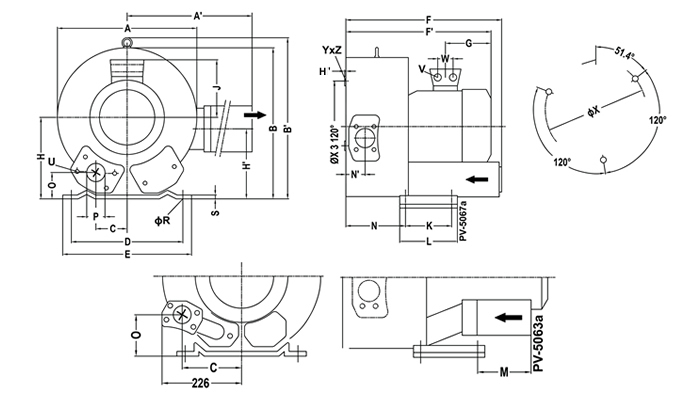 A'
A
J
H
B
B'
H'
U
O
P
C
ϕR
S
D
E
F
F'
G
YxZ
V
W
H'
ØX 3 120°
N'
N
K
L
PV-5067a
51.4°
ϕX
120°
120°
O
C
226
M
PV-5063a